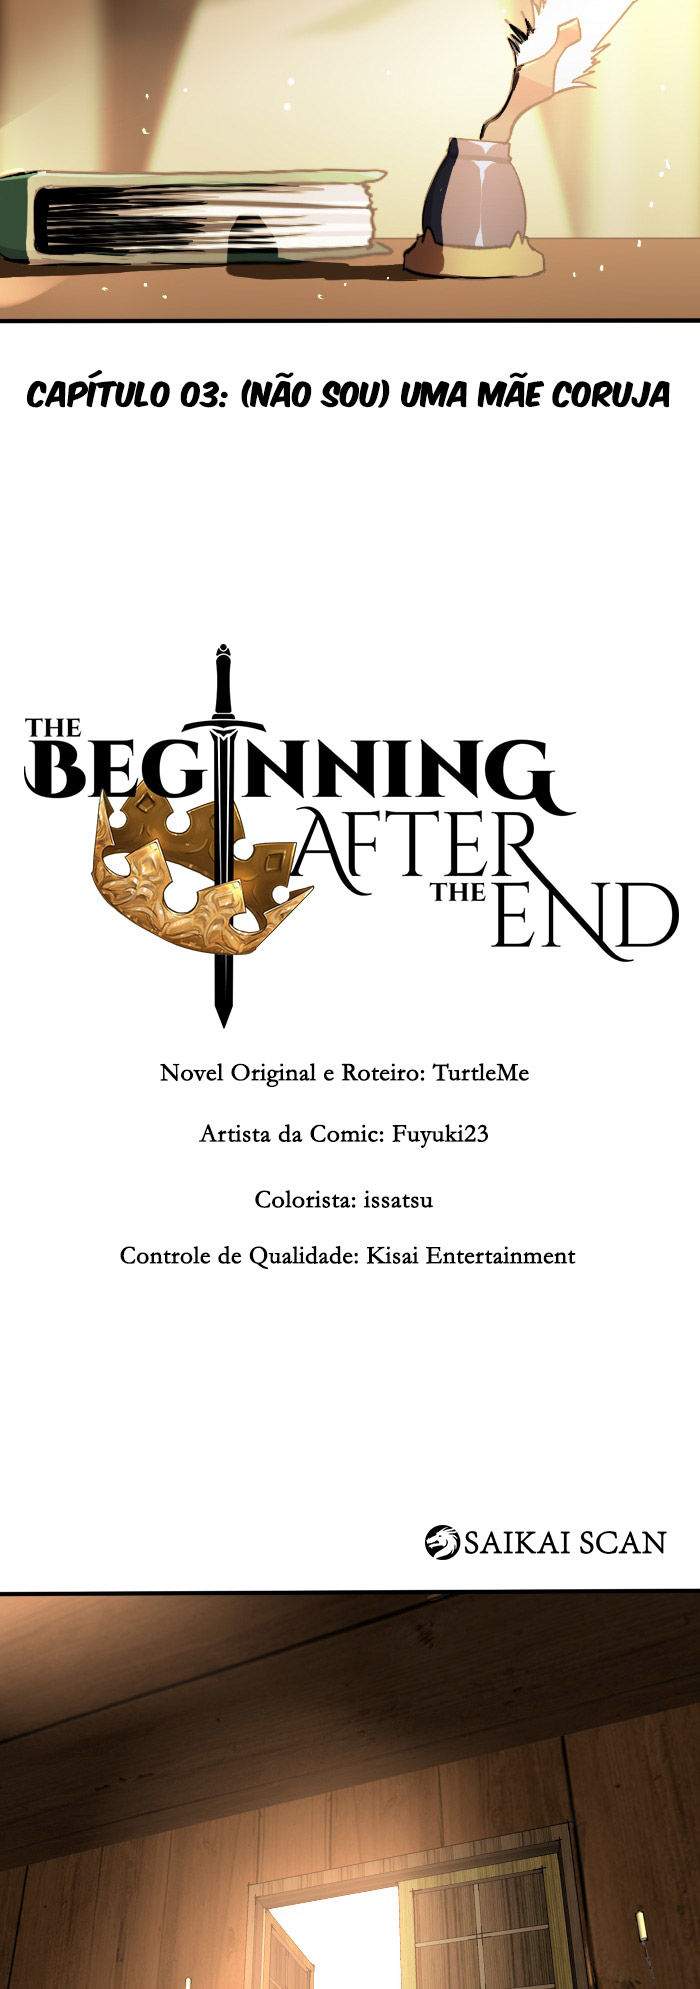 CAPÍTULO 03: (NÃO SOU) UMA MÃE CORUJA
THE
BEGINNING
AFTER
THE END
Novel Original e Roteiro: TurtleMe
Artista da Comic: Fuyuki23
Colorista: issatsu
Controle de Qualidade: Kisai Entertainment
SAIKAI SCAN